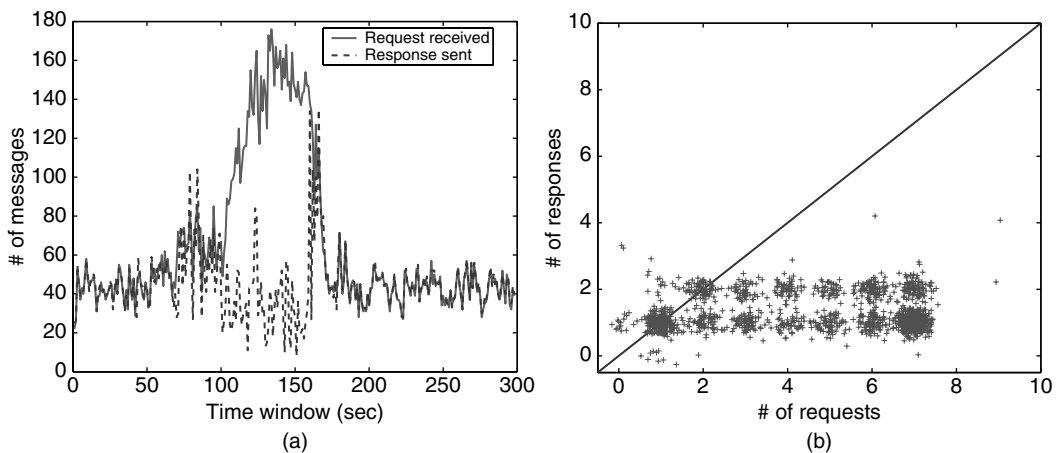 180
160
140
120
100
80
60
40
20
0
# of messages
0 50 100 150 200 250 300
Time window (sec)
Request received
Response sent
(a)
10
8
6
4
2
0
# of responses
0 2 4 6 8 10
# of requests
(b)